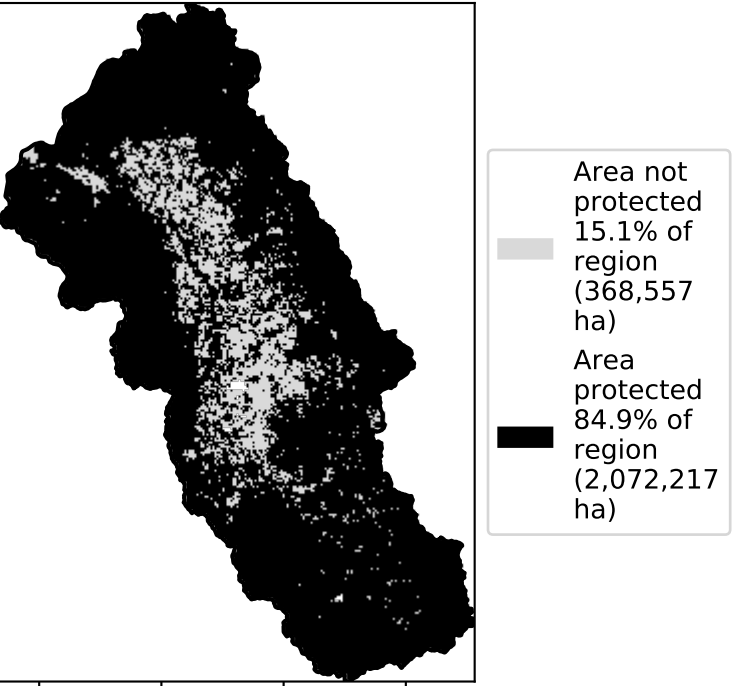 Area not
protected
15.1% of
region
(368,557
ha)
Area
protected
84.9% of
region
(2,072,217
ha)